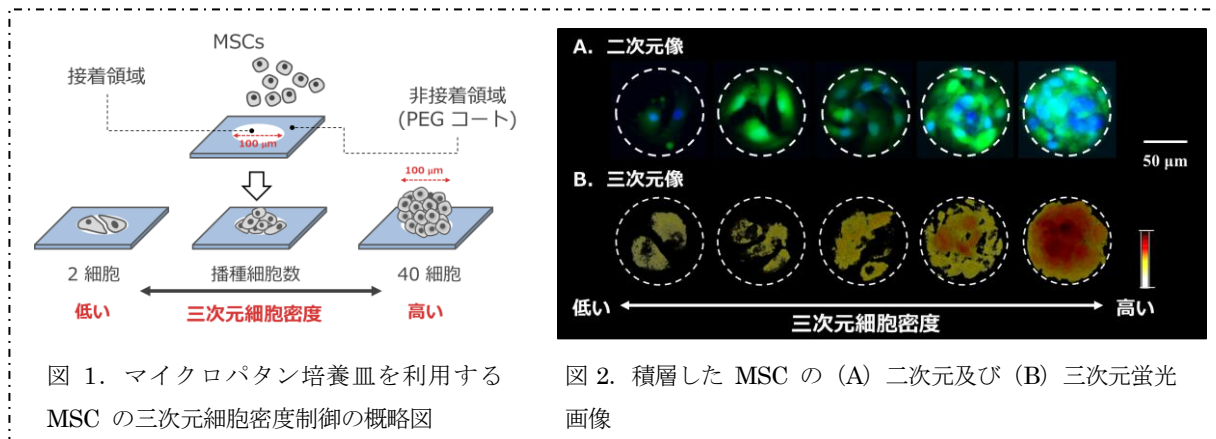 MSCs
接着領域
非接着領域
(PEG コート)
100 μm
100 μm
2 細胞
播種細胞数
40 細胞
低い
三次元細胞密度
高い
図 1. マイクロパタン培養皿を利用する
MSC の三次元細胞密度制御の概略図
A. 二次元像
50 μm
B. 三次元像
低い
高い
三次元細胞密度
図 2. 積層した MSC の（A）二次元及び（B）三次元蛍光
画像